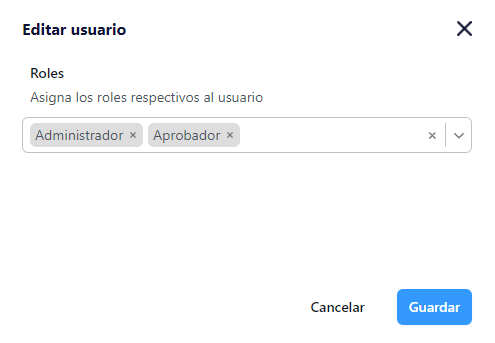 Editar usuario
Roles
Asigna los roles respectivos al usuario
Administrador × Aprobador ×
Cancelar Guardar